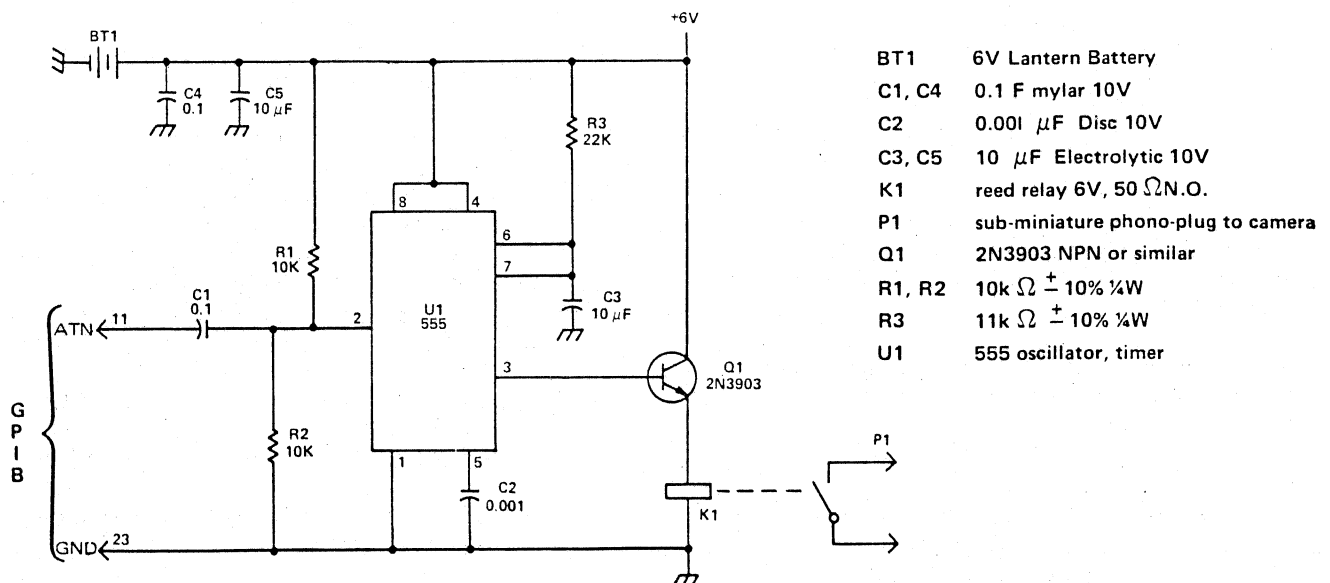 +6V
BT1
C4
0.1
C5
10 μF
R3
22K
8
4
R1
10K
6
7
C3
10 μF
C1
0.1
ATN
11
2
U1
555
3
Q1
2N3903
G
P
I
B
R2
10K
1
5
C2
0.001
P1
K1
GND
23
BT1 6V Lantern Battery
C1, C4 0.1 F mylar 10V
C2 0.001 μF Disc 10V
C3, C5 10 μF Electrolytic 10V
K1 reed relay 6V, 50 ΩN.O.
P1 sub-miniature phono-plug to camera
Q1 2N3903 NPN or similar
R1, R2 10k Ω ± 10% ¼W
R3 11k Ω ± 10% ¼W
U1 555 oscillator, timer